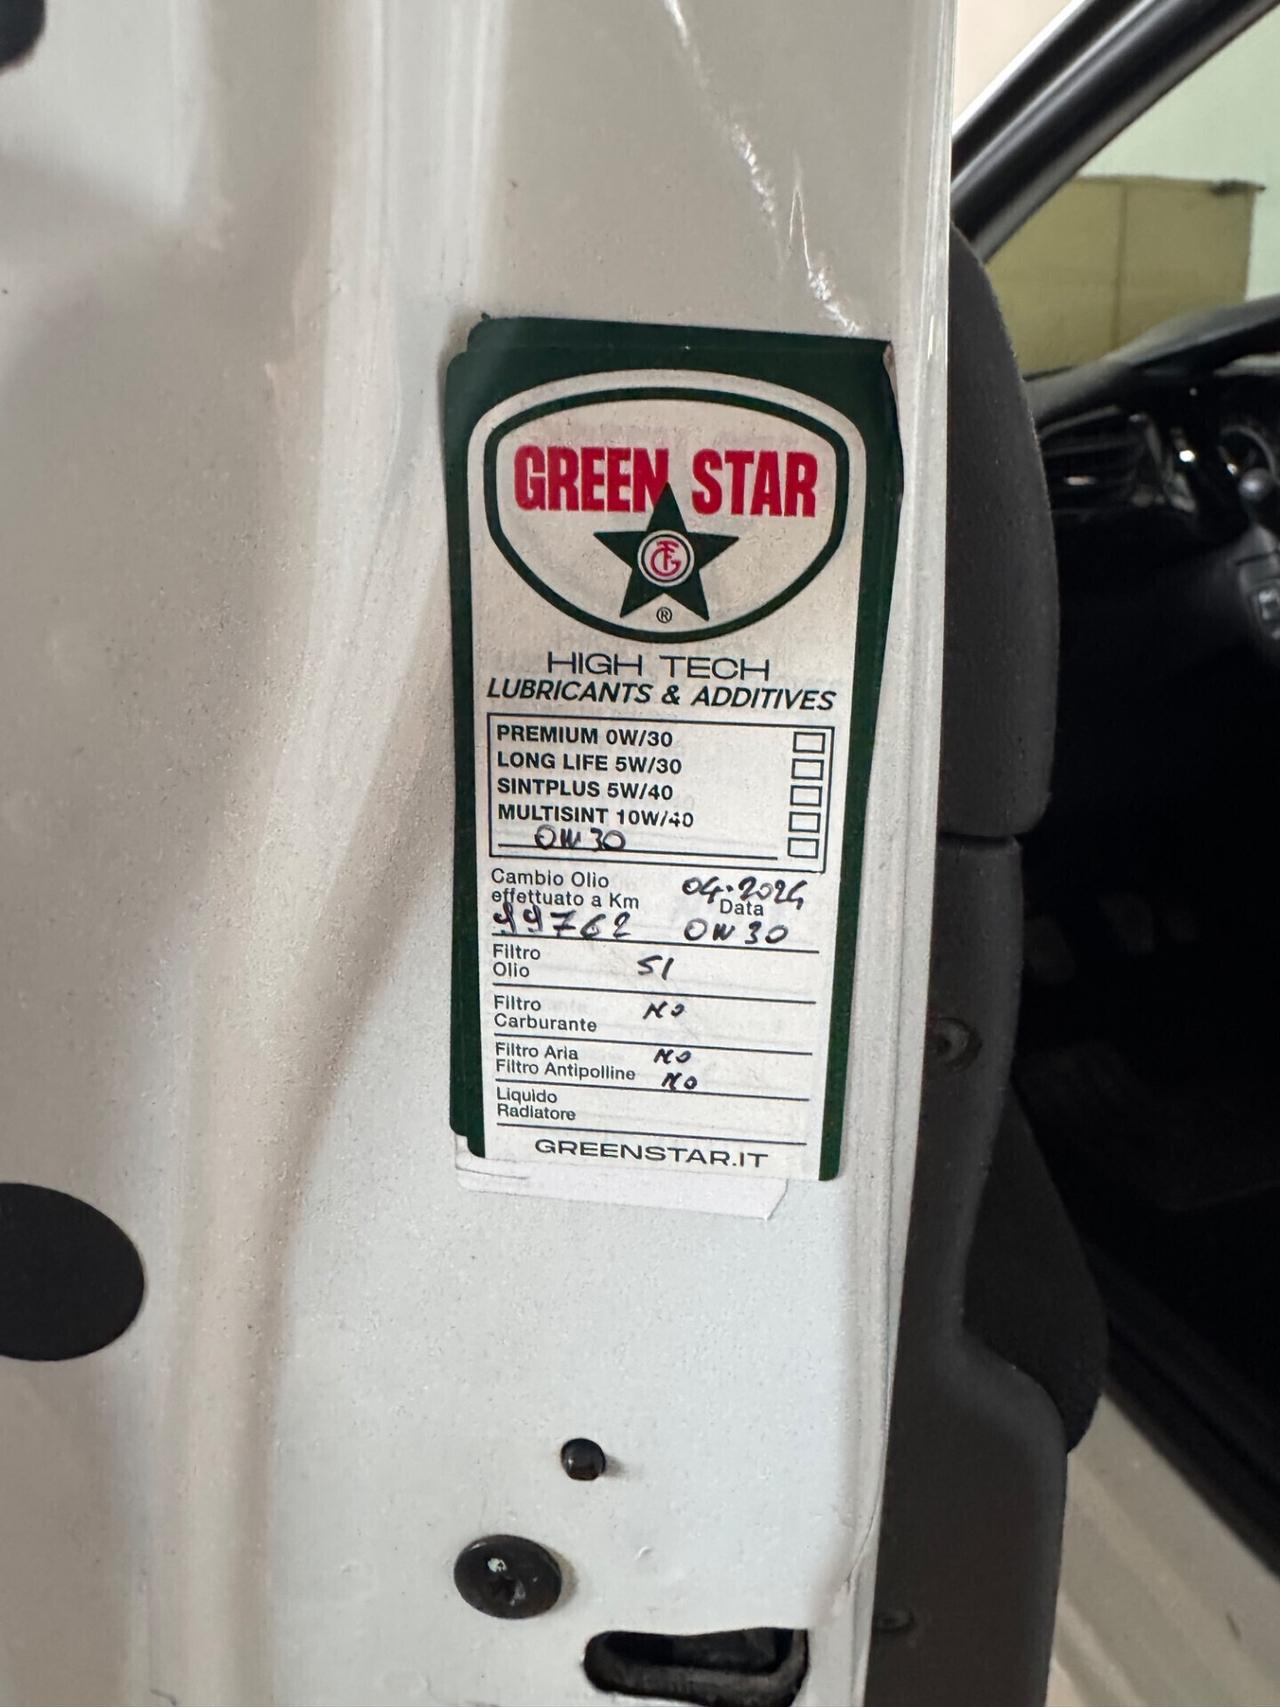 GREEN STAR
®
HIGH TECH
LUBRICANTS & ADDITIVES
PREMIUM 0W/30
LONG LIFE 5W/30
SINTPLUS 5W/40
MULTISINT 10W/40
0W30
Cambio Olio
effettuato a Km
04.2024
Data
99762 0W30
Filtro
Olio
SI
Filtro
Carburante
NO
Filtro Aria NO
Filtro Antipolline NO
Liquido
Radiatore
GREENSTAR.IT